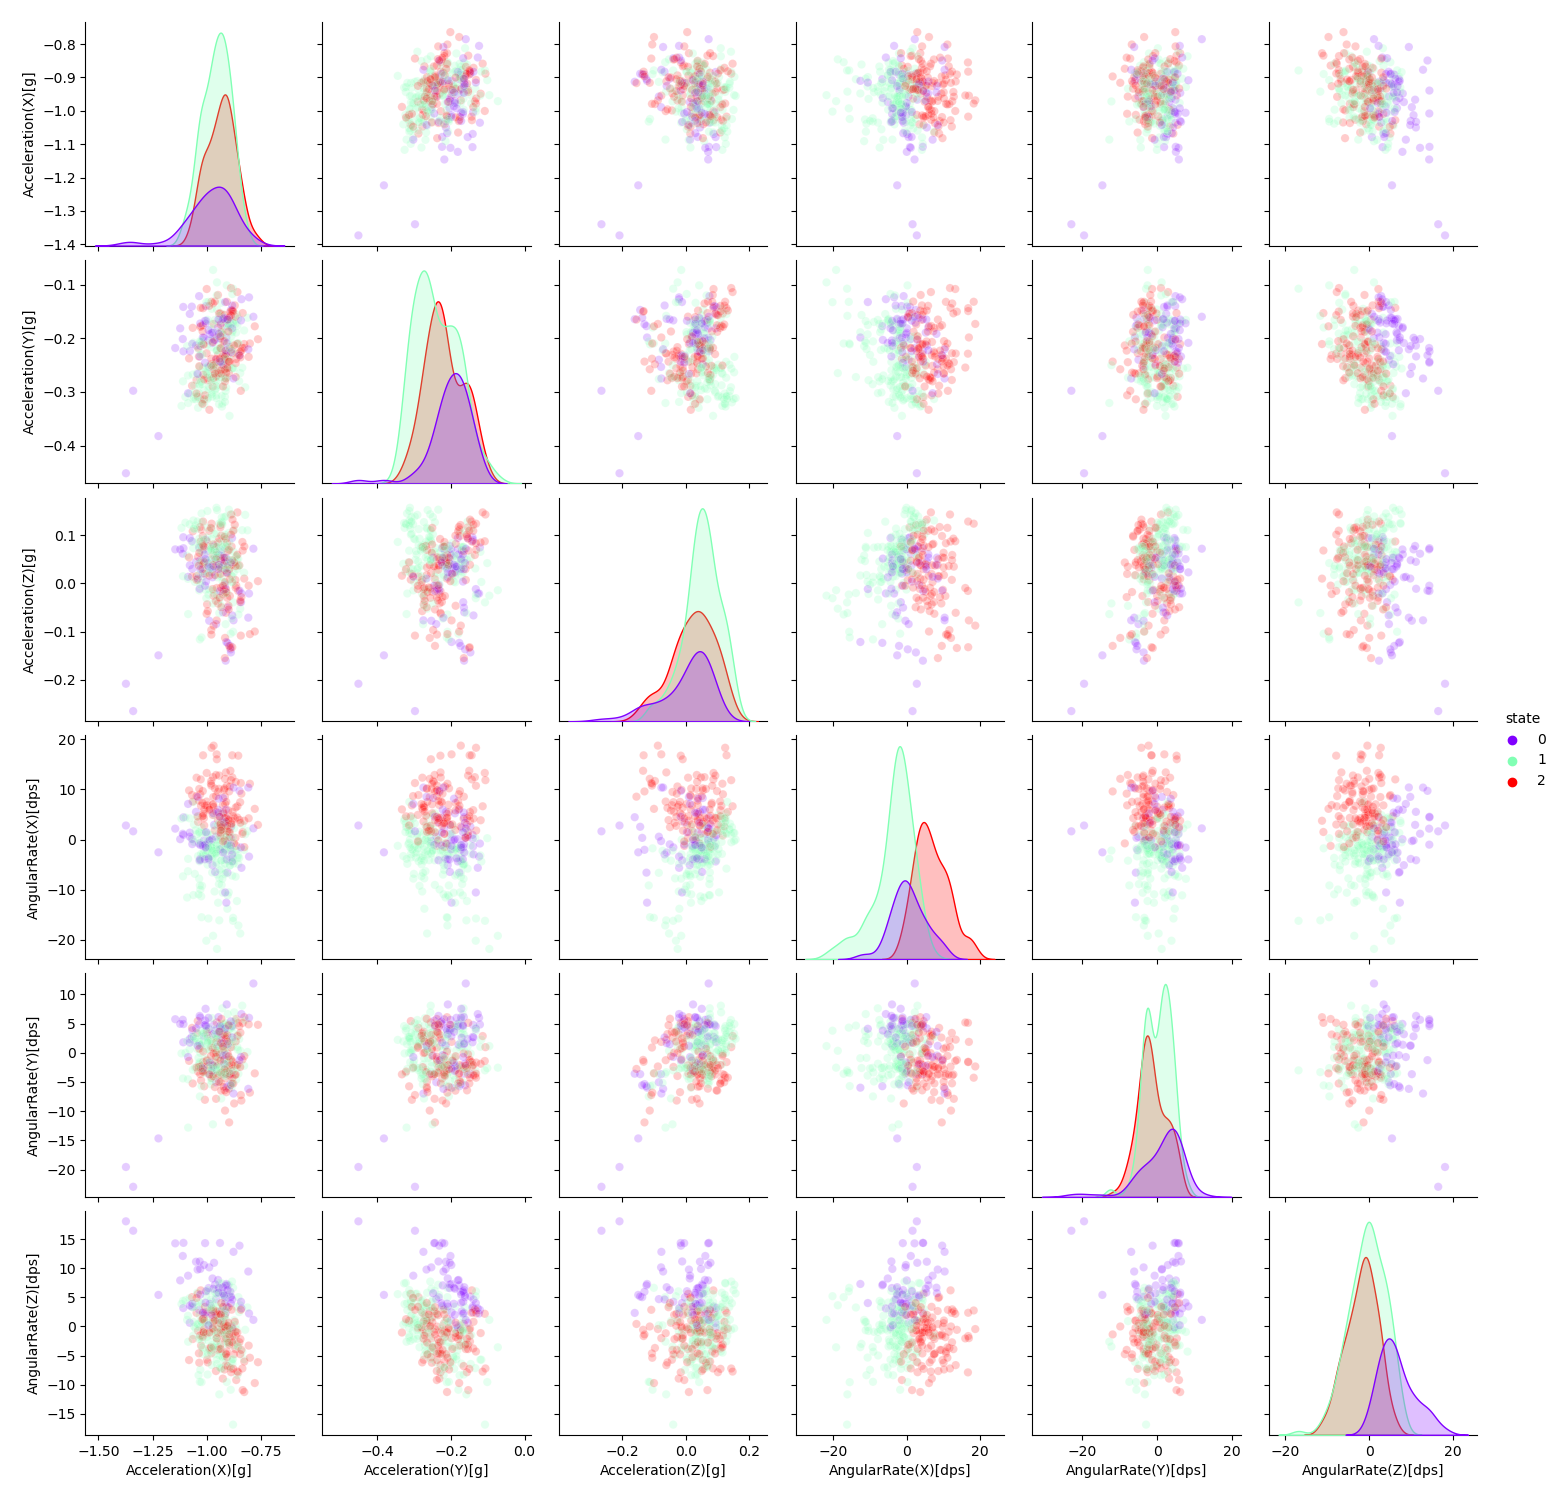 −0.8
−0.9
−1.0
−1.1
−1.2
−1.3
−1.4
Acceleration(X)[g]
−0.1
−0.2
−0.3
−0.4
Acceleration(Y)[g]
0.1
0.0
−0.1
−0.2
Acceleration(Z)[g]
state
0
1
2
20
10
0
−10
−20
AngularRate(X)[dps]
10
5
0
−5
−10
−15
−20
AngularRate(Y)[dps]
15
10
5
0
−5
−10
−15
AngularRate(Z)[dps]
−1.50 −1.25 −1.00 −0.75
−0.4 −0.2 0.0
−0.2 0.0 0.2
−20 0 20
−20 0 20
−20 0 20
Acceleration(X)[g]
Acceleration(Y)[g]
Acceleration(Z)[g]
AngularRate(X)[dps]
AngularRate(Y)[dps]
AngularRate(Z)[dps]